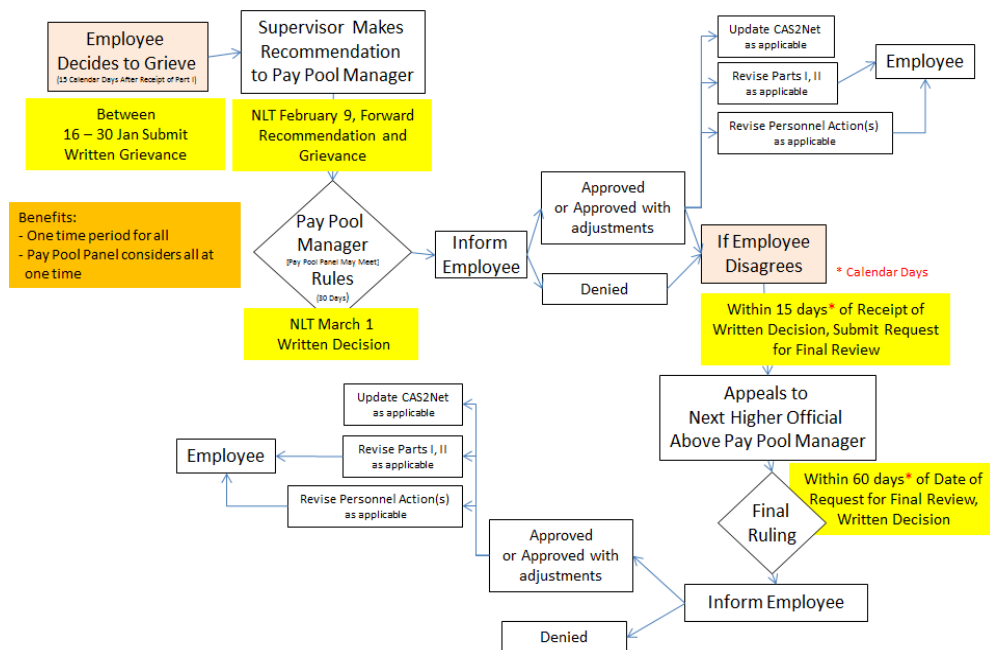 Employee
Decides to Grieve
(15 Calendar Days After Receipt of Part I)
Between
16 – 30 Jan Submit
Written Grievance
Supervisor Makes
Recommendation
to Pay Pool Manager
NLT February 9, Forward
Recommendation and
Grievance
Benefits:
- One time period for all
- Pay Pool Panel considers all at
one time
Pay Pool
Manager
[Pay Pool Panel May Meet]
Rules
(30 Days)
NLT March 1
Written Decision
Inform
Employee
Approved
or Approved with
adjustments
Denied
Update CAS2Net
as applicable
Revise Parts I, II
as applicable
Revise Personnel Action(s)
as applicable
Employee
If Employee
Disagrees
* Calendar Days
Within 15 days* of Receipt of
Written Decision, Submit Request
for Final Review
Appeals to
Next Higher Official
Above Pay Pool Manager
Within 60 days* of Date of
Request for Final Review,
Written Decision
Final
Ruling
Inform Employee
Approved
or Approved with
adjustments
Denied
Update CAS2Net
as applicable
Revise Parts I, II
as applicable
Revise Personnel Action(s)
as applicable
Employee